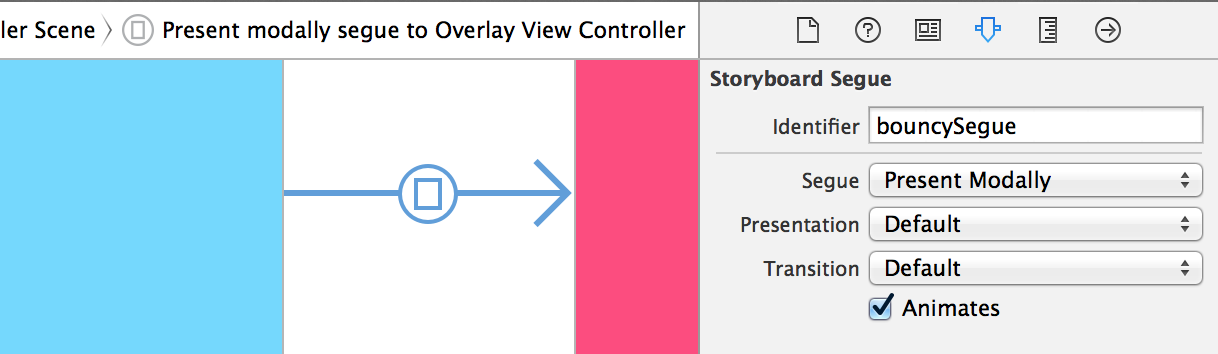 ler Scene Present modally segue to Overlay View Controller
Storyboard Segue
Identifier bouncySegue
Segue Present Modally
Presentation Default
Transition Default
Animates